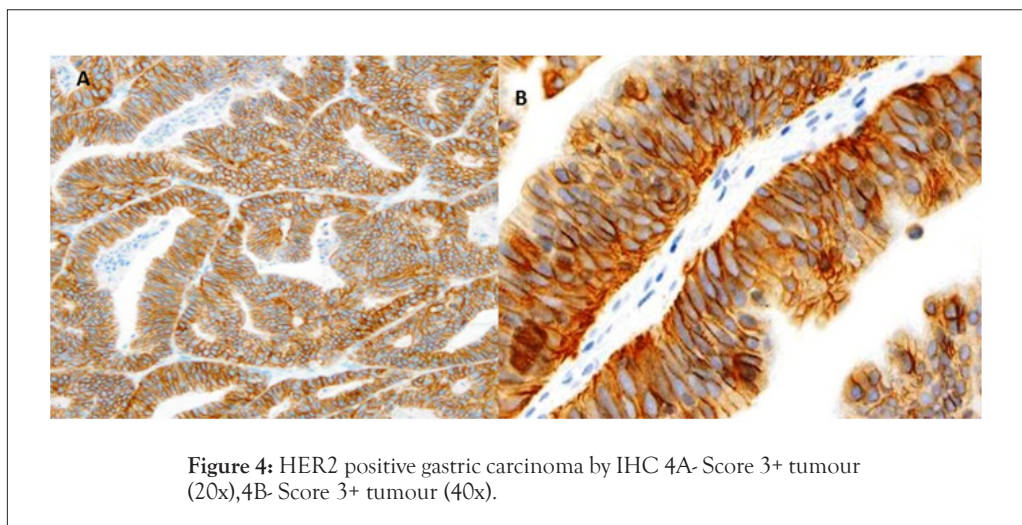 A
B
Figure 4: HER2 positive gastric carcinoma by IHC 4A- Score 3+ tumour
(20x),4B- Score 3+ tumour (40x).